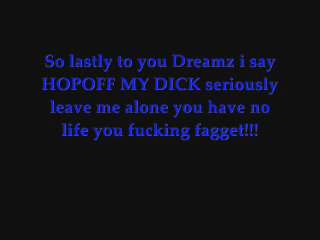 So lastly to you Dreamz i say
HOPOFF MY DICK seriously
leave me alone you have no
life you fucking fagget!!!